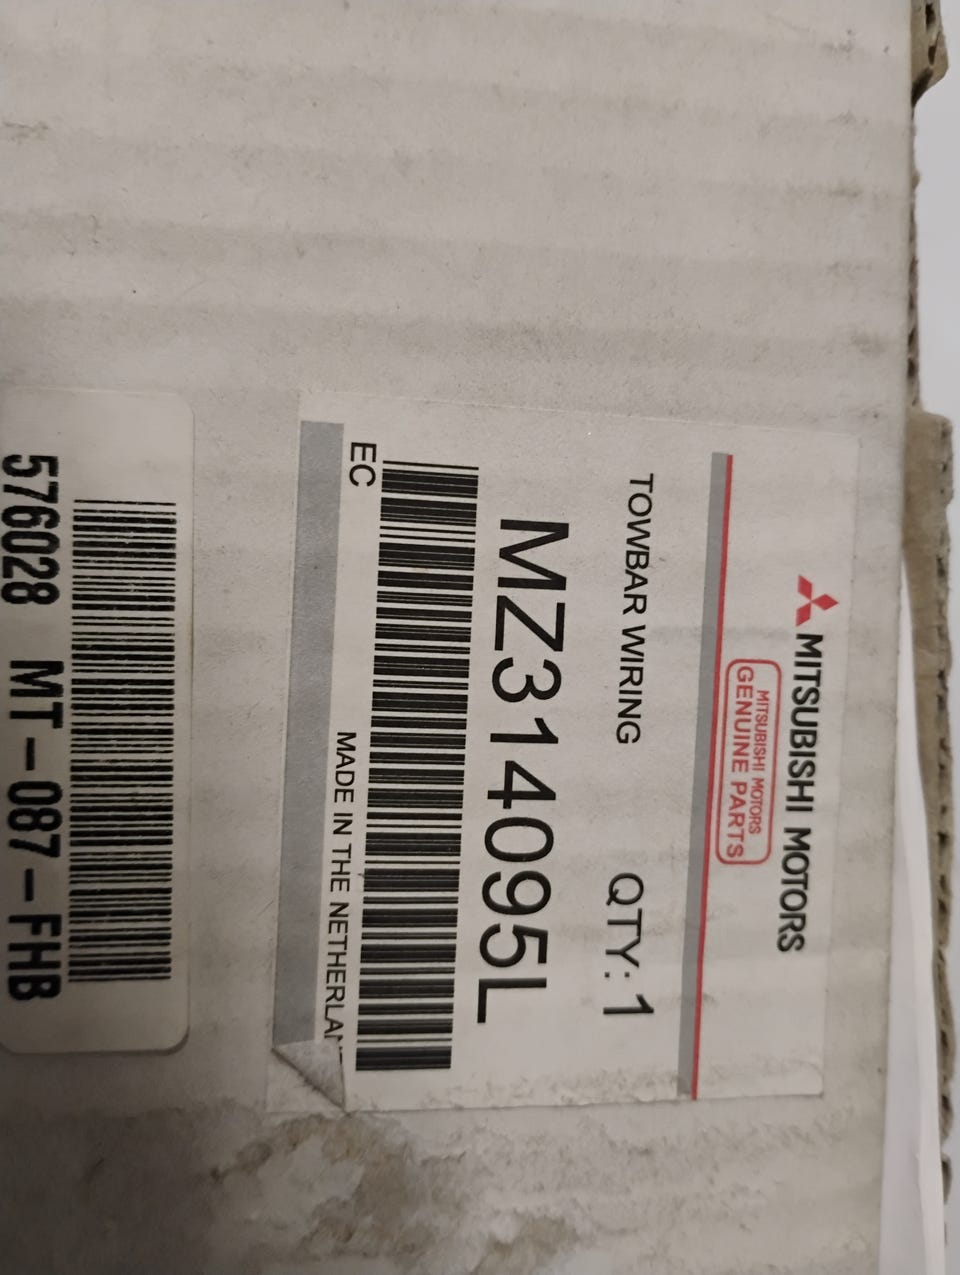 MITSUBISHI MOTORS
MITSUBISHI MOTORS
GENUINE PARTS
TOWBAR WIRING QTY: 1
MZ314095L
EC MADE IN THE
576028 MT-087-FHB